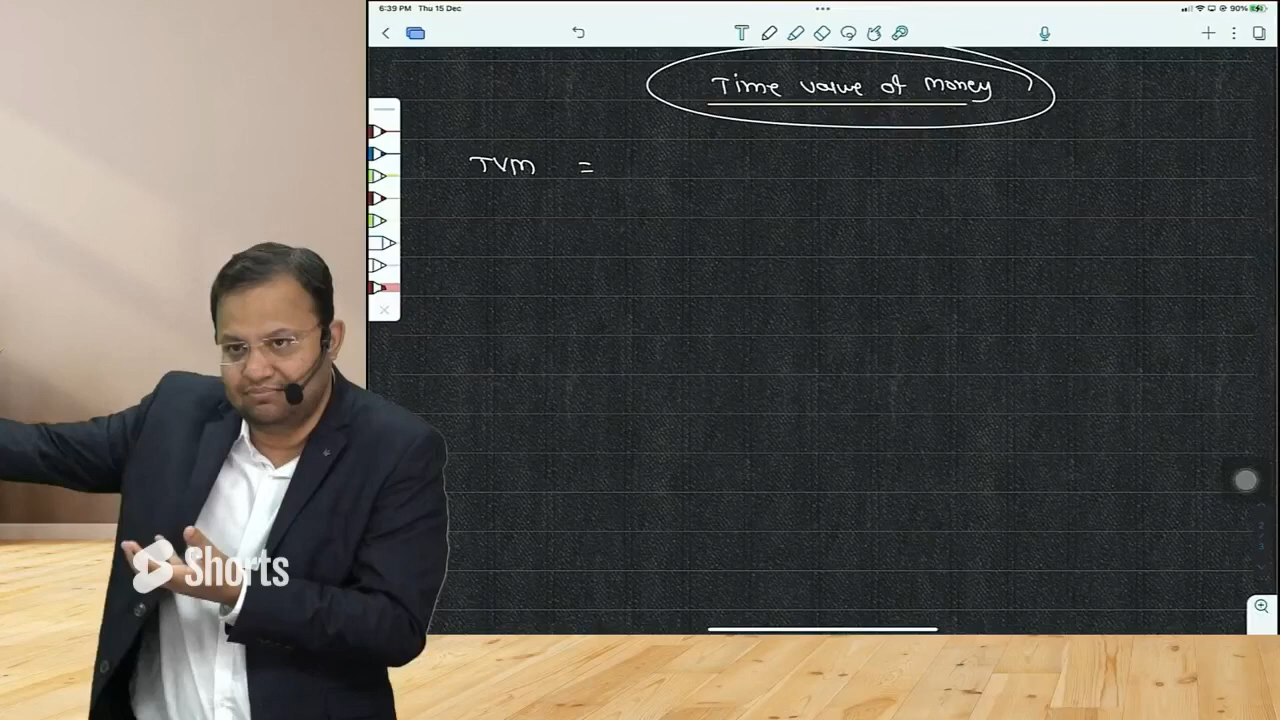 6:39 PM Thu 15 Dec
90%
T
Time value of money
TVM =
Shorts